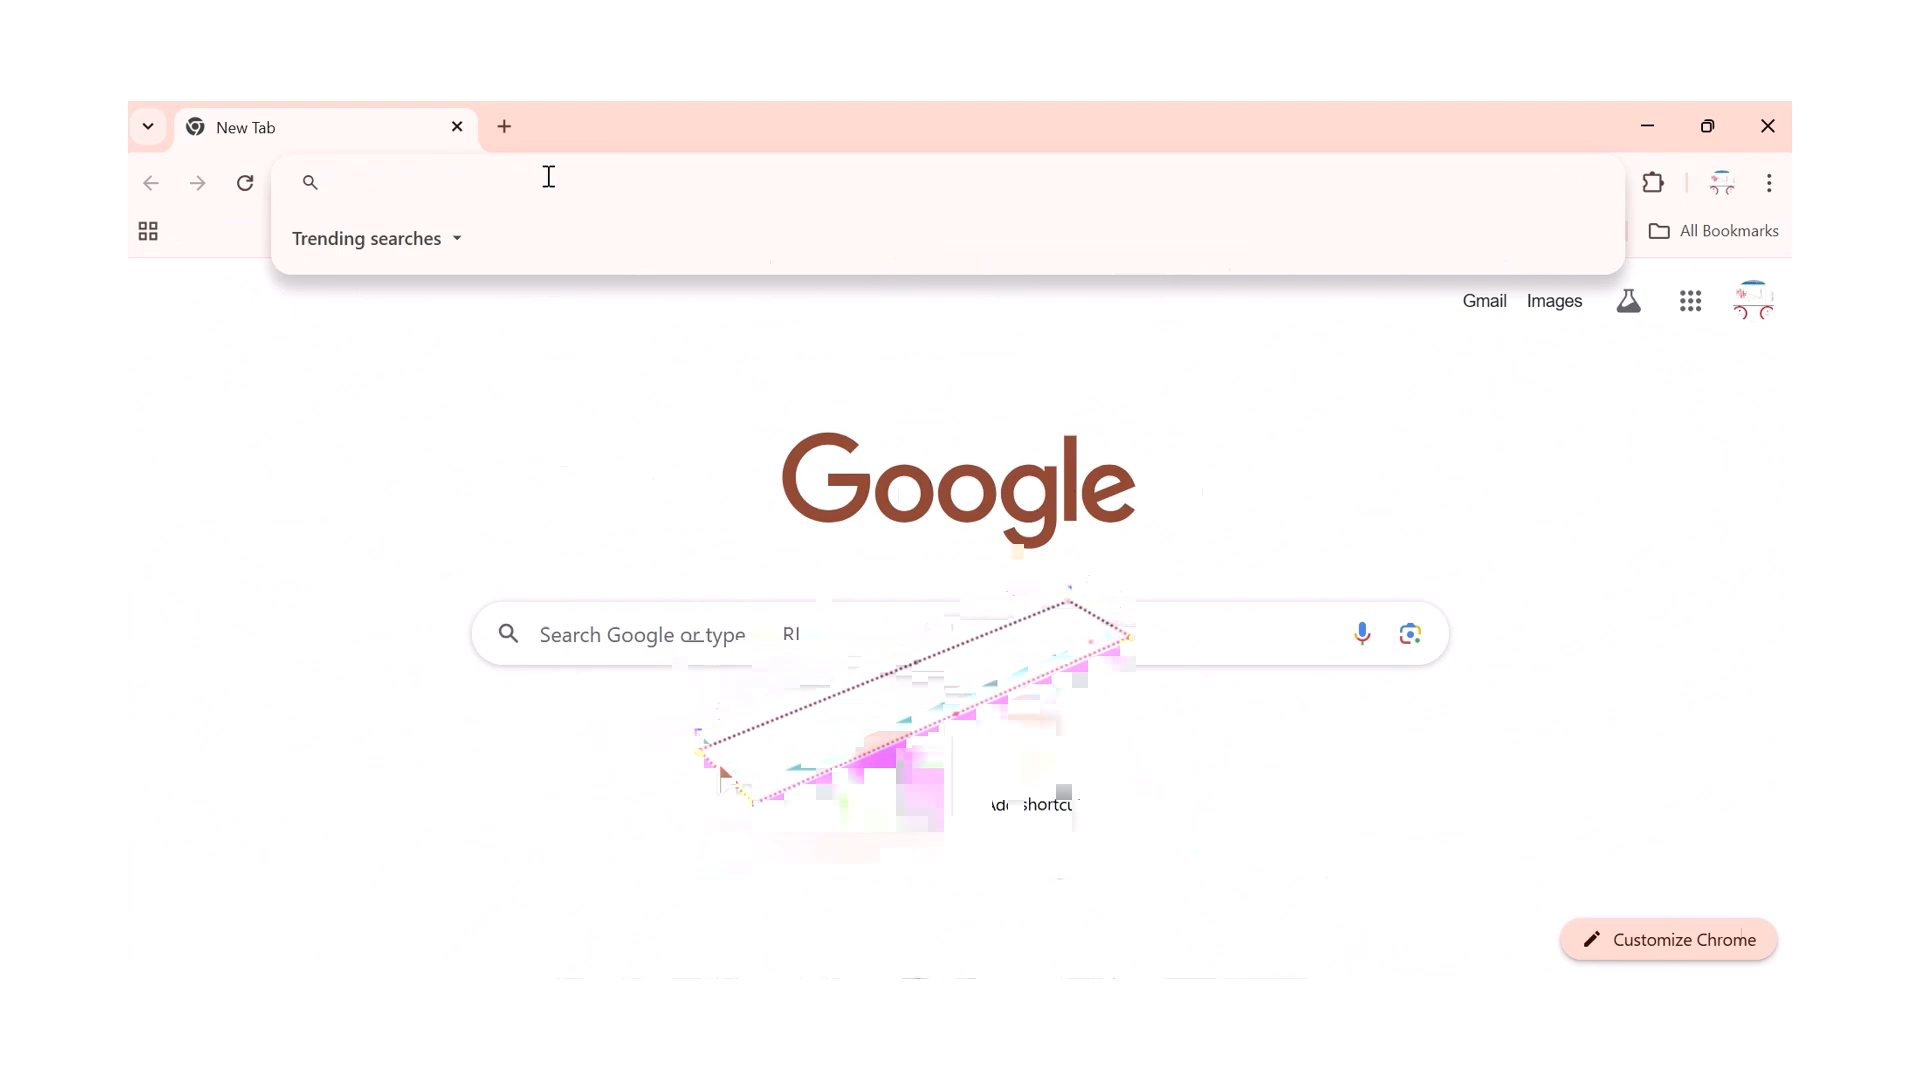 New Tab
Trending searches
All Bookmarks
Gmail Images
Google
Search Google or type
Customize Chrome